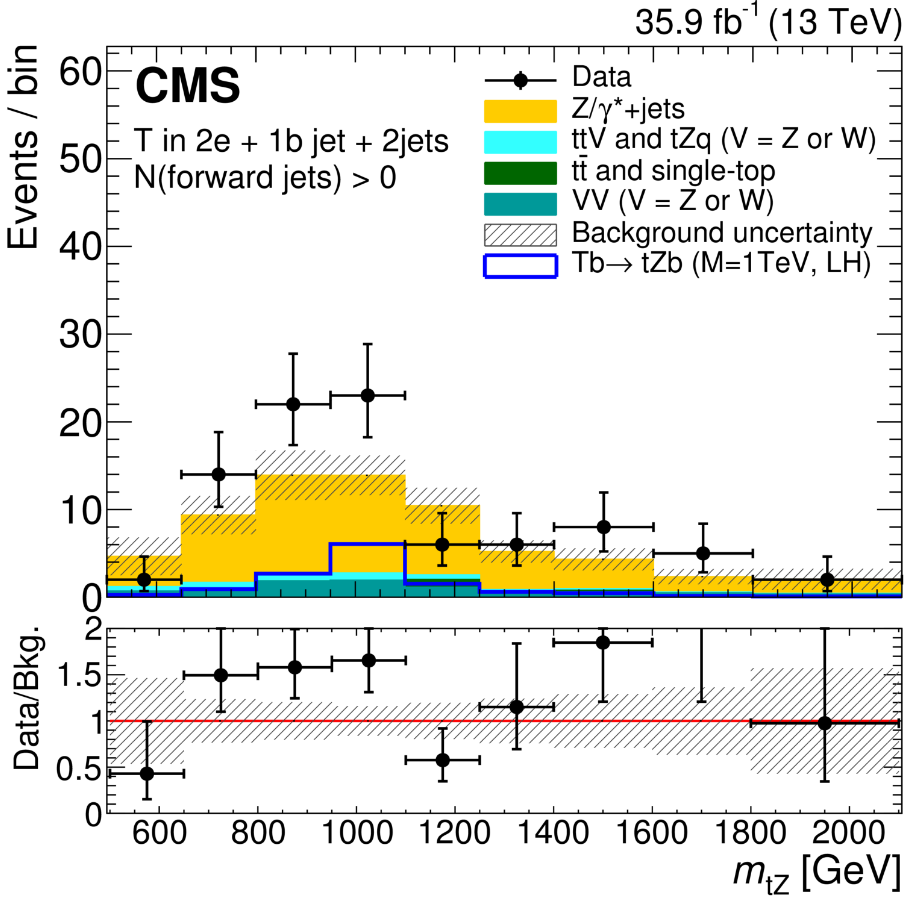 35.9 fb⁻¹ (13 TeV)
Events / bin
CMS
T in 2e + 1b jet + 2jets
N(forward jets) > 0
Data
Z/γ*+jets
ttV and tZq (V = Z or W)
tt̄ and single-top
VV (V = Z or W)
Background uncertainty
Tb→ tZb (M=1TeV, LH)
60
50
40
30
20
10
0
Data/Bkg.
2
1.5
1
0.5
0
600 800 1000 1200 1400 1600 1800 2000
m_tZ [GeV]